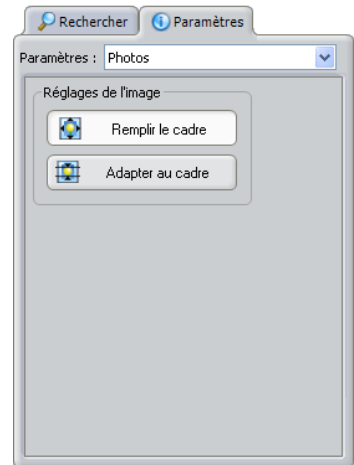 Rechercher Paramètres
Paramètres : Photos
Réglages de l'image
Remplir le cadre
Adapter au cadre